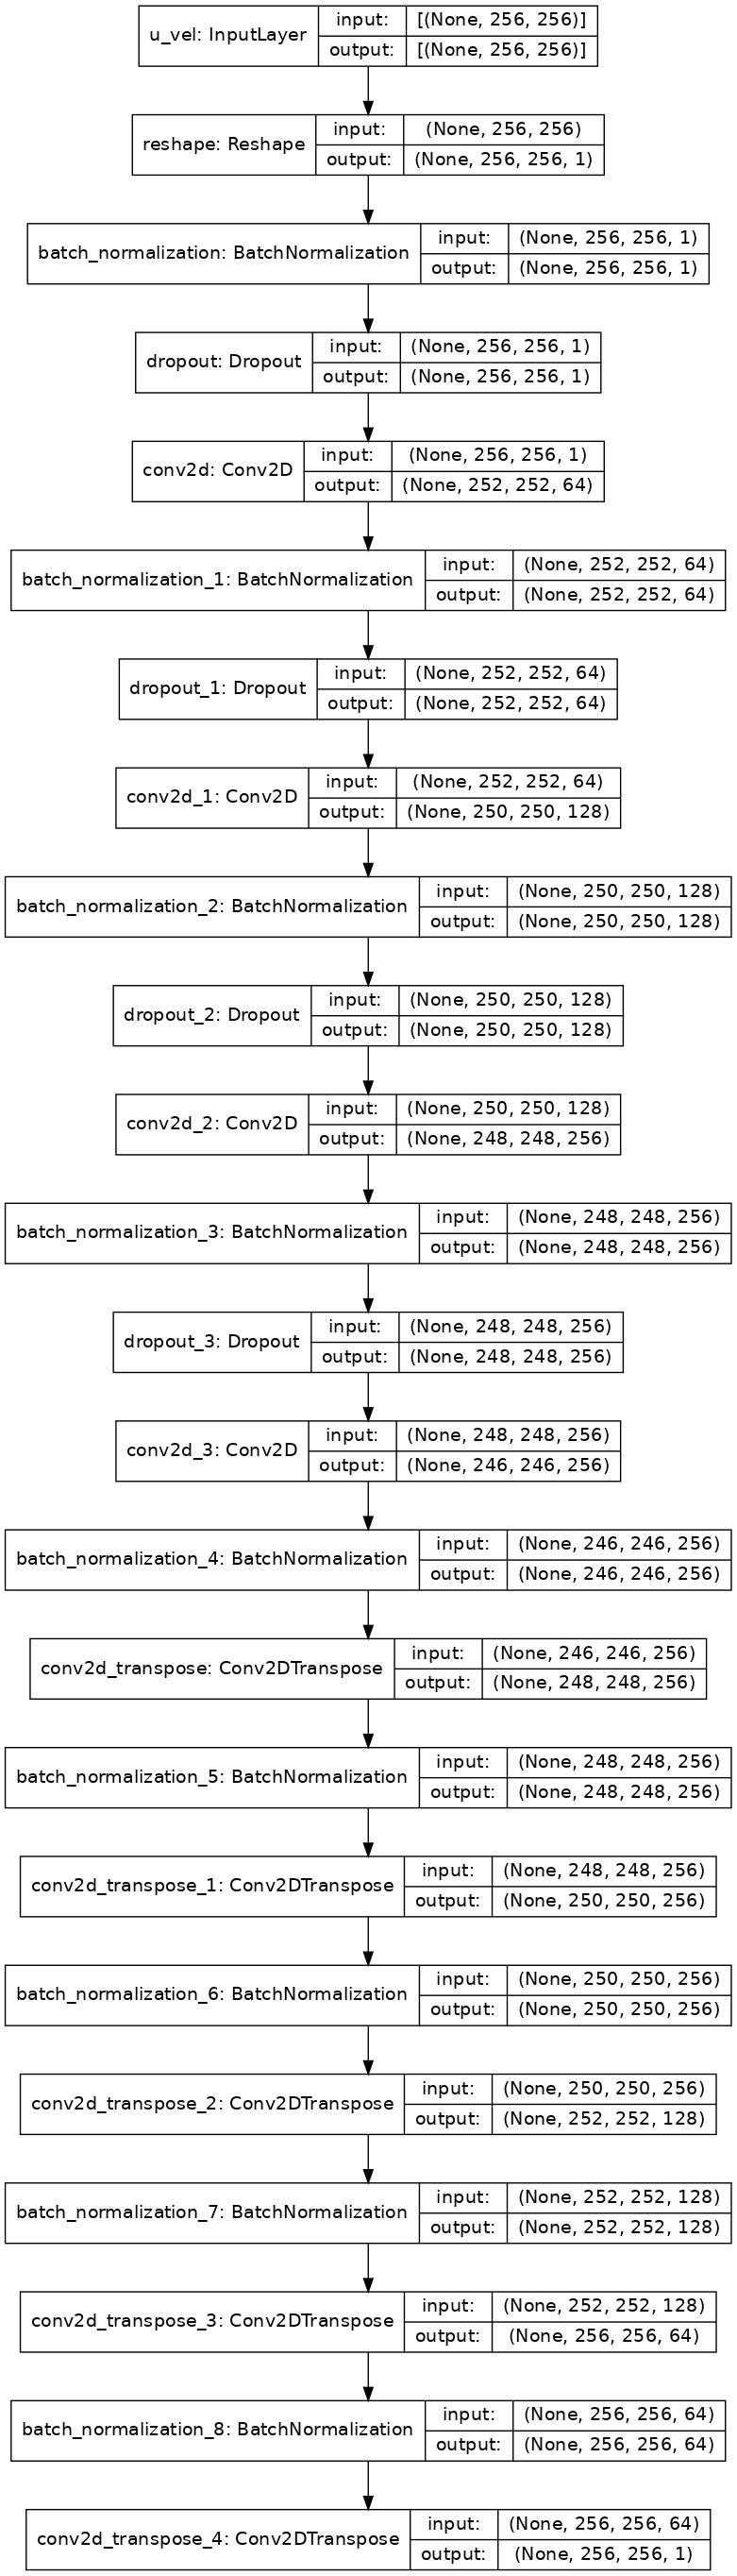 u_vel: InputLayer
input: [(None, 256, 256)]
output: [(None, 256, 256)]
reshape: Reshape
input: (None, 256, 256)
output: (None, 256, 256, 1)
batch_normalization: BatchNormalization
input: (None, 256, 256, 1)
output: (None, 256, 256, 1)
dropout: Dropout
input: (None, 256, 256, 1)
output: (None, 256, 256, 1)
conv2d: Conv2D
input: (None, 256, 256, 1)
output: (None, 252, 252, 64)
batch_normalization_1: BatchNormalization
input: (None, 252, 252, 64)
output: (None, 252, 252, 64)
dropout_1: Dropout
input: (None, 252, 252, 64)
output: (None, 252, 252, 64)
conv2d_1: Conv2D
input: (None, 252, 252, 64)
output: (None, 250, 250, 128)
batch_normalization_2: BatchNormalization
input: (None, 250, 250, 128)
output: (None, 250, 250, 128)
dropout_2: Dropout
input: (None, 250, 250, 128)
output: (None, 250, 250, 128)
conv2d_2: Conv2D
input: (None, 250, 250, 128)
output: (None, 248, 248, 256)
batch_normalization_3: BatchNormalization
input: (None, 248, 248, 256)
output: (None, 248, 248, 256)
dropout_3: Dropout
input: (None, 248, 248, 256)
output: (None, 248, 248, 256)
conv2d_3: Conv2D
input: (None, 248, 248, 256)
output: (None, 246, 246, 256)
batch_normalization_4: BatchNormalization
input: (None, 246, 246, 256)
output: (None, 246, 246, 256)
conv2d_transpose: Conv2DTranspose
input: (None, 246, 246, 256)
output: (None, 248, 248, 256)
batch_normalization_5: BatchNormalization
input: (None, 248, 248, 256)
output: (None, 248, 248, 256)
conv2d_transpose_1: Conv2DTranspose
input: (None, 248, 248, 256)
output: (None, 250, 250, 256)
batch_normalization_6: BatchNormalization
input: (None, 250, 250, 256)
output: (None, 250, 250, 256)
conv2d_transpose_2: Conv2DTranspose
input: (None, 250, 250, 256)
output: (None, 252, 252, 128)
batch_normalization_7: BatchNormalization
input: (None, 252, 252, 128)
output: (None, 252, 252, 128)
conv2d_transpose_3: Conv2DTranspose
input: (None, 252, 252, 128)
output: (None, 256, 256, 64)
batch_normalization_8: BatchNormalization
input: (None, 256, 256, 64)
output: (None, 256, 256, 64)
conv2d_transpose_4: Conv2DTranspose
input: (None, 256, 256, 64)
output: (None, 256, 256, 1)